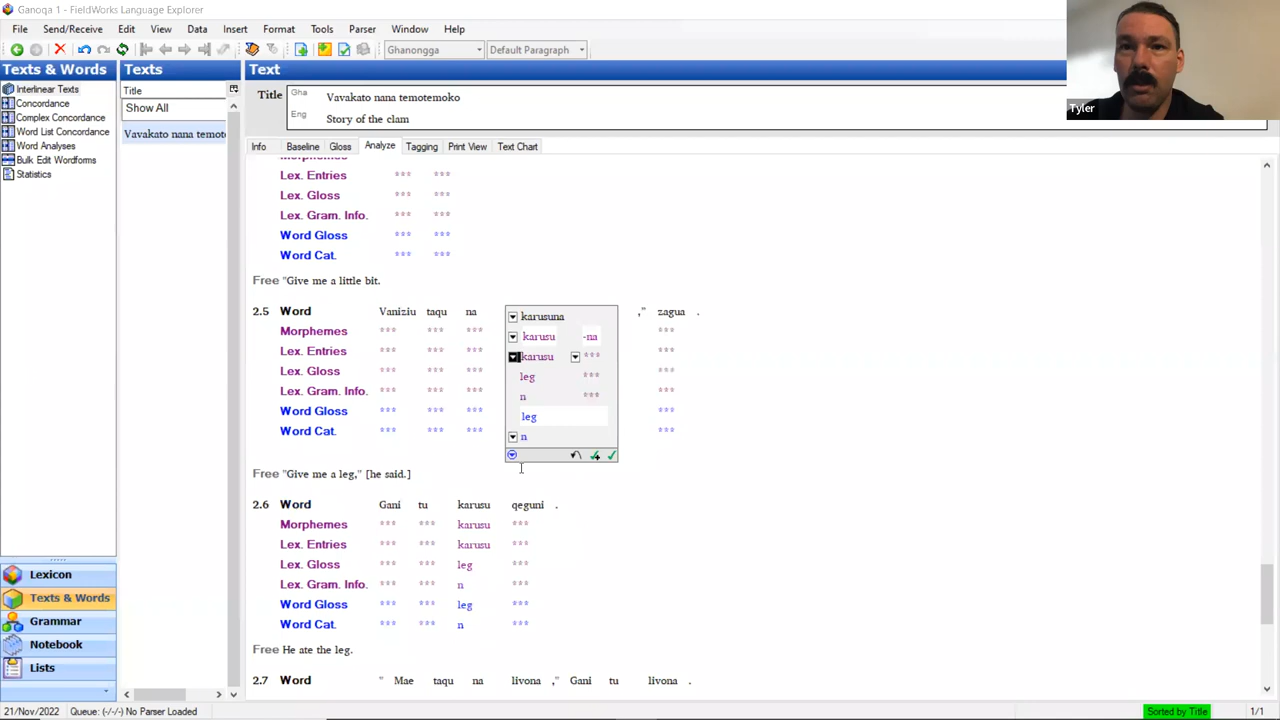 Ganoqa 1 - FieldWorks Language Explorer
File Send/Receive Edit View Data Insert Format Tools Parser Window Help
Ghanongga Default Paragraph
Texts & Words
Interlinear Texts
Concordance
Complex Concordance
Word List Concordance
Word Analyses
Bulk Edit Wordforms
Statistics
Lexicon
Texts & Words
Grammar
Notebook
Lists
Texts
Title
Show All
Vavakato nana temot
Text
Title Gha Vavakato nana temotemoko
Eng Story of the clam
Info Baseline Gloss Analyze Tagging Print View Text Chart
Morphemes
Lex. Entries *** ***
Lex. Gloss *** ***
Lex. Gram. Info. *** ***
Word Gloss *** ***
Word Cat. *** ***
Free "Give me a little bit.
2.5 Word Vaniziu taqu na karusuna ," zagua .
Morphemes *** *** *** karusu -na ***
Lex. Entries *** *** *** karusu *** ***
Lex. Gloss *** *** *** leg *** ***
Lex. Gram. Info. *** *** *** n *** ***
Word Gloss *** *** *** leg ***
Word Cat. *** *** *** n ***
Free "Give me a leg," [he said.]
2.6 Word Gani tu karusu qeguni .
Morphemes *** *** karusu ***
Lex. Entries *** *** karusu ***
Lex. Gloss *** *** leg ***
Lex. Gram. Info. *** *** n ***
Word Gloss *** *** leg ***
Word Cat. *** *** n ***
Free He ate the leg.
2.7 Word " Mae taqu na livona ," Gani tu livona .
Tyler
21/Nov/2022 Queue: (-/-/-) No Parser Loaded Sorted by Title 1/1